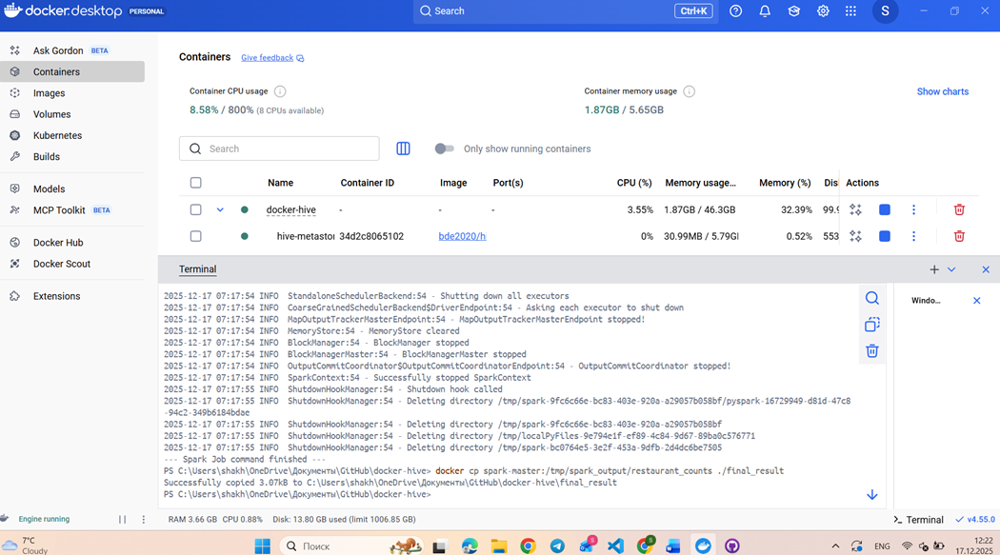 docker.desktop PERSONAL
Search Ctrl+K S
Ask Gordon BETA
Containers
Images
Volumes
Kubernetes
Builds
Models
MCP Toolkit BETA
Docker Hub
Docker Scout
Extensions
Containers Give feedback
Container CPU usage
8.58% / 800% (8 CPUs available)
Container memory usage
1.87GB / 5.65GB
Show charts
Search
Only show running containers
Name Container ID Image Port(s) CPU (%) Memory usage... Memory (%) Dis Actions
docker-hive - - - 3.55% 1.87GB / 46.3GB 32.39% 99.9
hive-metastor 34d2c8065102 bde2020/h 0% 30.99MB / 5.79GI 0.52% 553
Terminal
Windo...
2025-12-17 07:17:54 INFO StandaloneSchedulerBackend:54 - Shutting down all executors
2025-12-17 07:17:54 INFO CoarseGrainedSchedulerBackend$DriverEndpoint:54 - Asking each executor to shut down
2025-12-17 07:17:54 INFO MapOutputTrackerMasterEndpoint:54 - MapOutputTrackerMasterEndpoint stopped!
2025-12-17 07:17:54 INFO MemoryStore:54 - MemoryStore cleared
2025-12-17 07:17:54 INFO BlockManager:54 - BlockManager stopped
2025-12-17 07:17:54 INFO BlockManagerMaster:54 - BlockManagerMaster stopped
2025-12-17 07:17:54 INFO OutputCommitCoordinator$OutputCommitCoordinatorEndpoint:54 - OutputCommitCoordinator stopped!
2025-12-17 07:17:54 INFO SparkContext:54 - Successfully stopped SparkContext
2025-12-17 07:17:55 INFO ShutdownHookManager:54 - Shutdown hook called
2025-12-17 07:17:55 INFO ShutdownHookManager:54 - Deleting directory /tmp/spark-9fc6c66e-bc83-403e-920a-a29057b058bf/pyspark-16729949-d81d-47c8
-94c2-349b6184bdae
2025-12-17 07:17:55 INFO ShutdownHookManager:54 - Deleting directory /tmp/spark-9fc6c66e-bc83-403e-920a-a29057b058bf
2025-12-17 07:17:55 INFO ShutdownHookManager:54 - Deleting directory /tmp/localPyFiles-9e794e1f-ef89-4c84-9d67-89ba0c576771
2025-12-17 07:17:55 INFO ShutdownHookManager:54 - Deleting directory /tmp/spark-bc0764e5-3e2f-453a-9dfb-2d4dc6be7505
--- Spark Job command finished ---
PS C:\Users\shakh\OneDrive\Документы\GitHub\docker-hive> docker cp spark-master:/tmp/spark_output/restaurant_counts ./final_result
Successfully copied 3.07kB to C:\Users\shakh\OneDrive\Документы\GitHub\docker-hive\final_result
PS C:\Users\shakh\OneDrive\Документы\GitHub\docker-hive>
Engine running RAM 3.66 GB CPU 0.88% Disk: 13.80 GB used (limit 1006.85 GB) Terminal v4.55.0
7°C
Cloudy
Поиск
ENG
12:22
17.12.2025